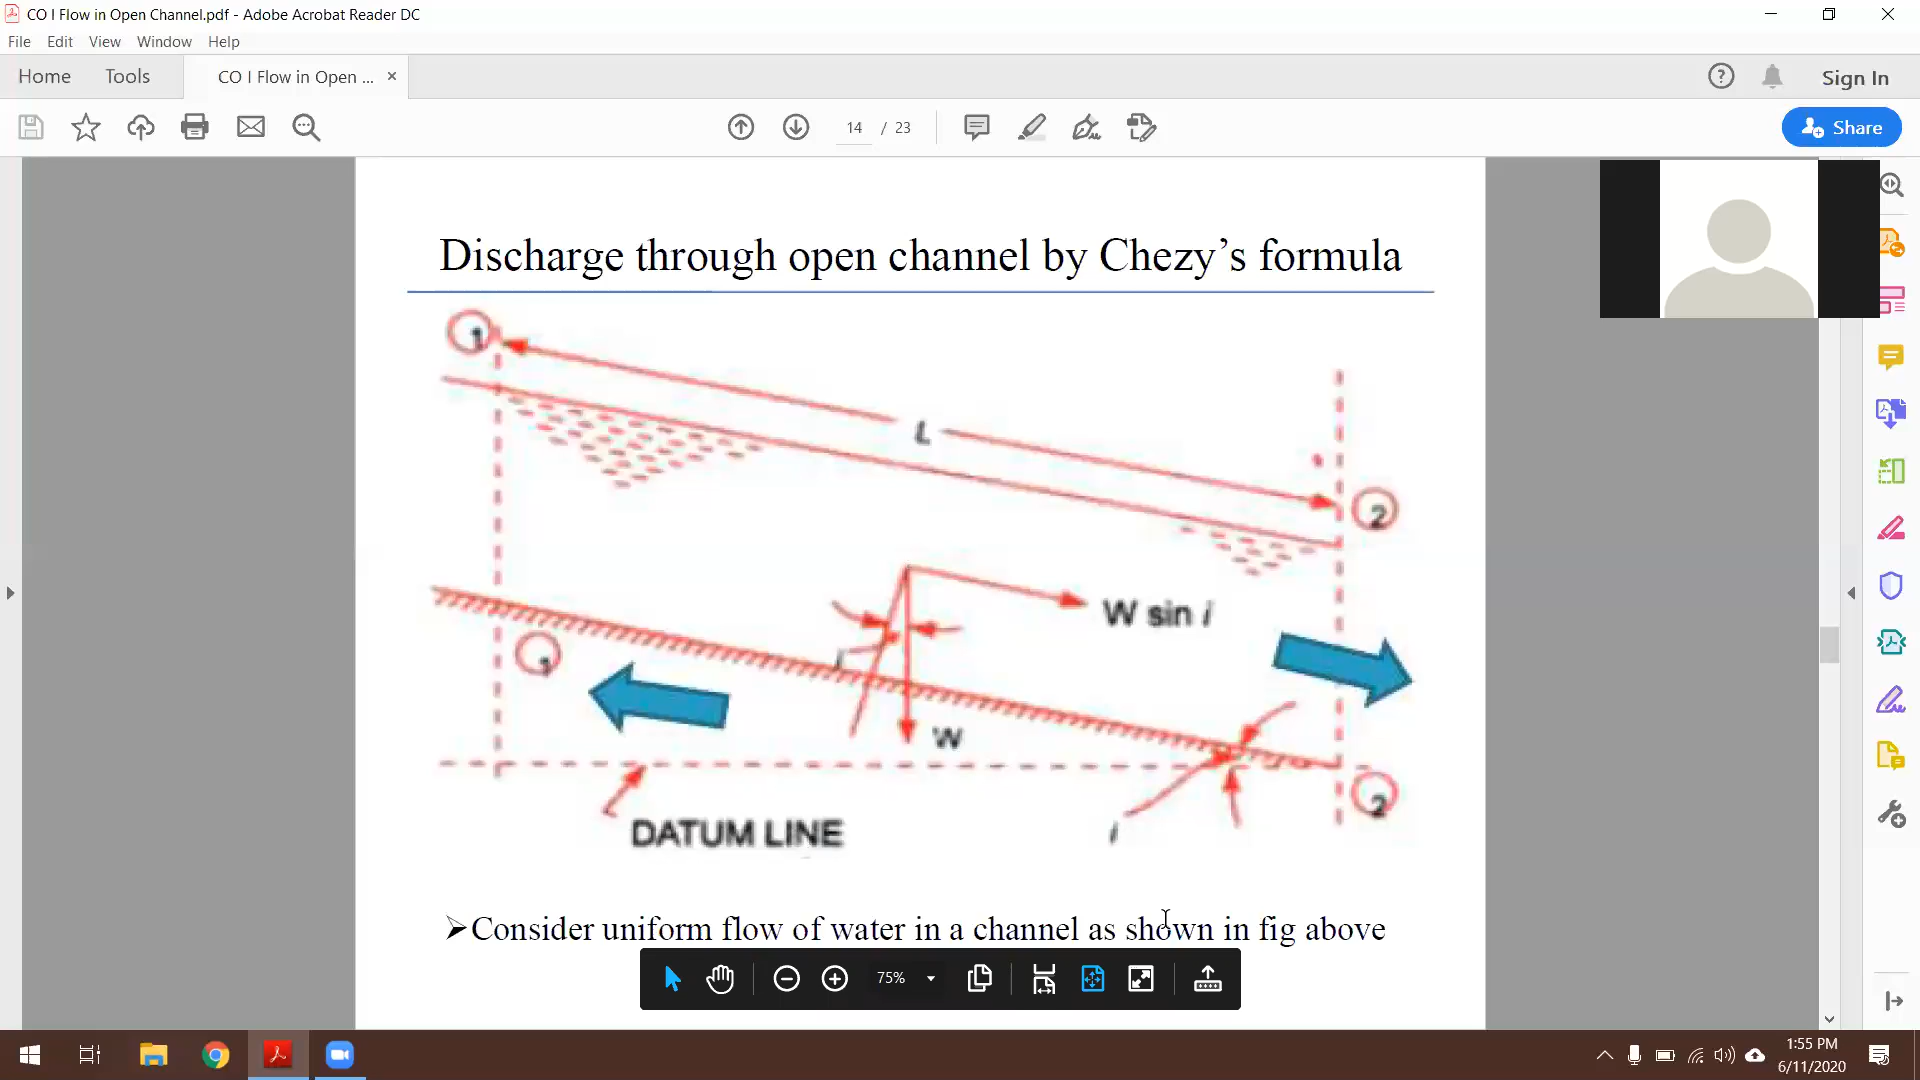 CO I Flow in Open Channel.pdf - Adobe Acrobat Reader DC
File Edit View Window Help
Home Tools CO I Flow in Open ... × Sign In
14 / 23 Share
Discharge through open channel by Chezy's formula
1
L
2
W sin i
1
i
W
2
DATUM LINE
i
➢Consider uniform flow of water in a channel as shown in fig above
75%
1:55 PM
6/11/2020